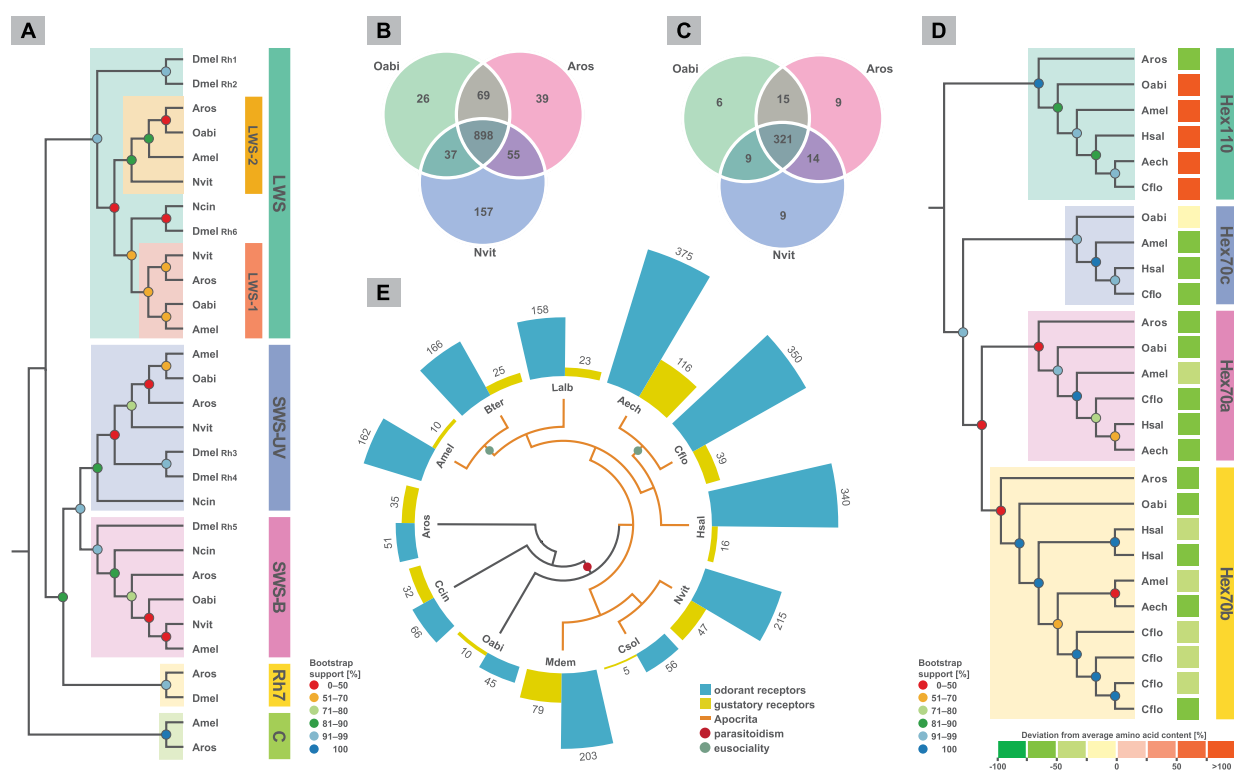 A
Dmel Rh1
Dmel Rh2
Aros
Oabi
Amel
Nvit
Ncin
Dmel Rh6
Nvit
Aros
Oabi
Amel
LWS-2
LWS-1
LWS
Amel
Oabi
Aros
Nvit
Dmel Rh3
Dmel Rh4
Ncin
SWS-UV
Dmel Rh5
Ncin
Aros
Oabi
Nvit
Amel
SWS-B
Aros
Dmel
Rh7
Amel
Aros
C
Bootstrap
support [%]
0–50
51–70
71–80
81–90
91–99
100
B
Oabi
Aros
26
69
39
898
37
55
157
Nvit
C
Oabi
Aros
6
15
9
321
9
14
9
Nvit
D
Aros
Oabi
Amel
Hsal
Aech
Cflo
Hex110
Oabi
Amel
Hsal
Cflo
Hex70c
Aros
Oabi
Amel
Cflo
Hsal
Aech
Hex70a
Aros
Oabi
Hsal
Hsal
Amel
Aech
Cflo
Cflo
Cflo
Cflo
Hex70b
Bootstrap
support [%]
0–50
51–70
71–80
81–90
91–99
100
Deviation from average amino acid content [%]
-100
-50
0
50
>100
E
375
116
Aech
350
39
Cflo
340
16
Hsal
215
47
Nvit
56
5
Csol
203
79
Mdem
45
10
Oabi
66
32
Ccin
51
35
Aros
162
10
Amel
166
25
Bter
158
23
Lalb
odorant receptors
gustatory receptors
Apocrita
parasitoidism
eusociality